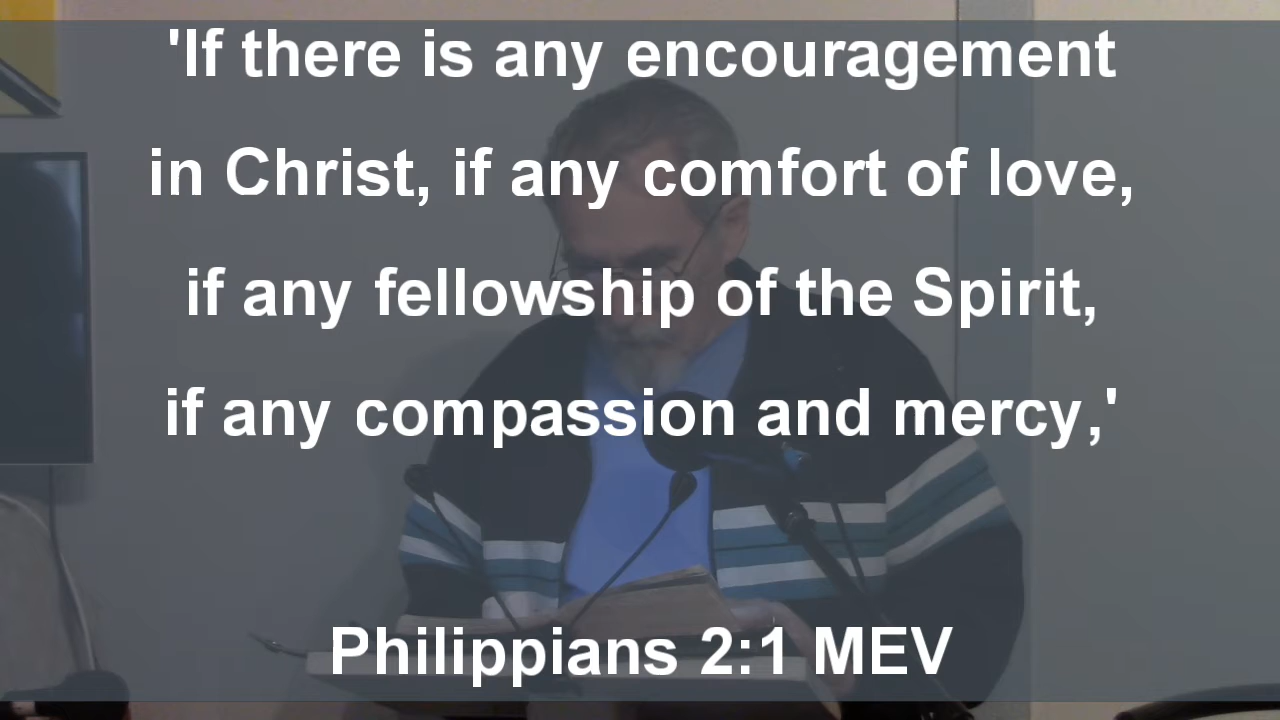 'If there is any encouragement
in Christ, if any comfort of love,
if any fellowship of the Spirit,
if any compassion and mercy,'
Philippians 2:1 MEV